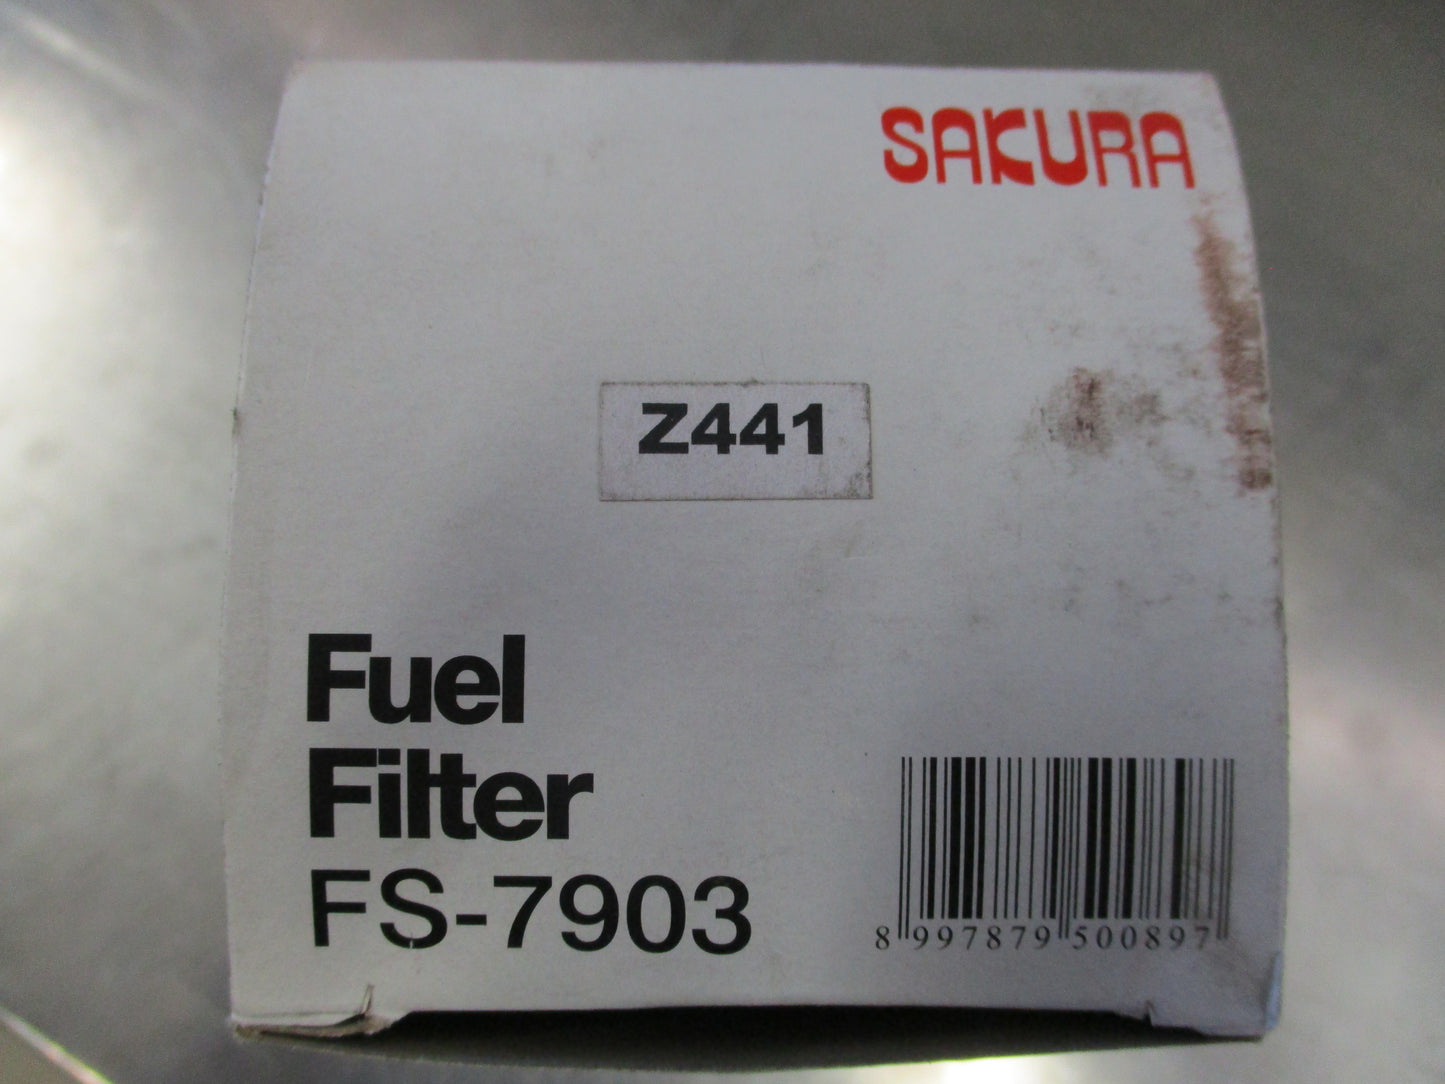 SAKURA
Z441
Fuel
Filter
FS-7903
8 997879 500897